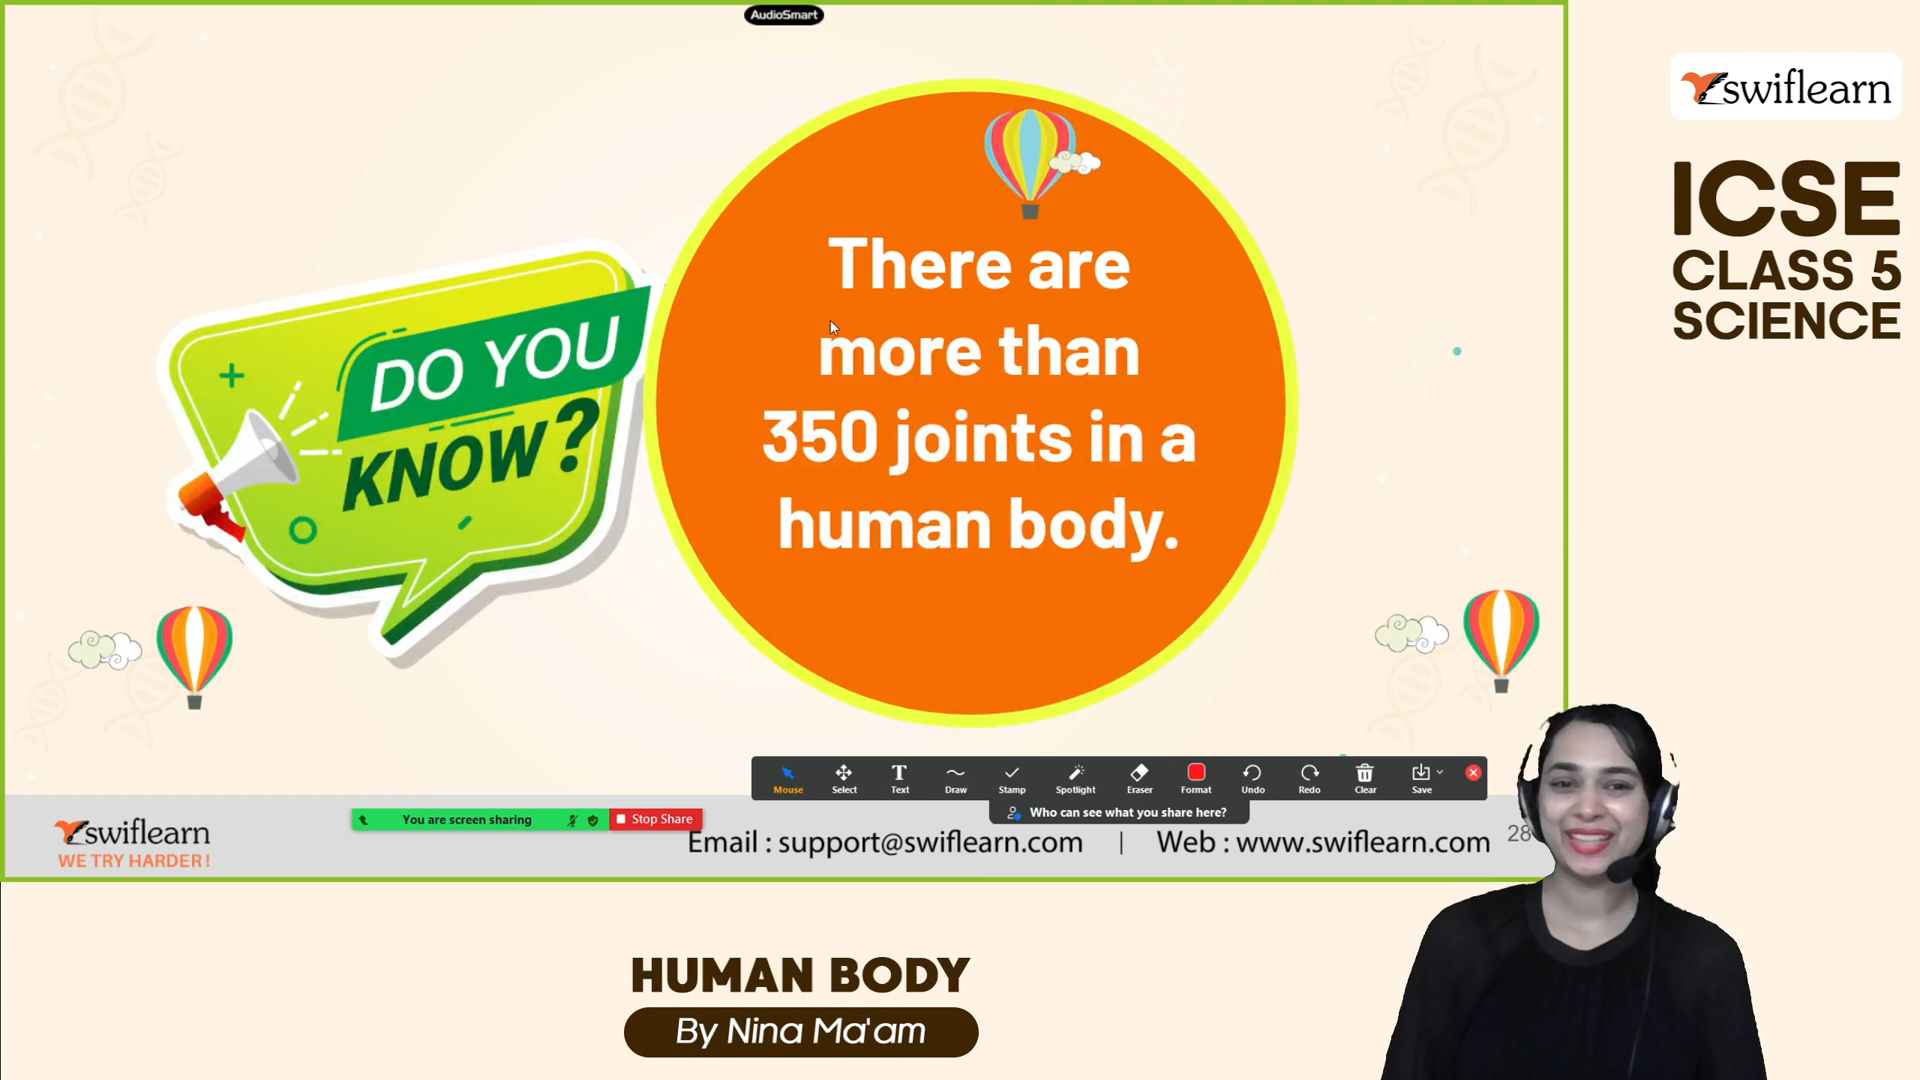 AudioSmart
swiflearn
ICSE
CLASS 5
SCIENCE
DO YOU
KNOW?
There are
more than
350 joints in a
human body.
Mouse
Select
Text
Draw
Stamp
Spotlight
Eraser
Format
Undo
Redo
Clear
Save
You are screen sharing
Stop Share
Who can see what you share here?
swiflearn
WE TRY HARDER!
Email : support@swiflearn.com | Web : www.swiflearn.com
28
HUMAN BODY
By Nina Ma'am